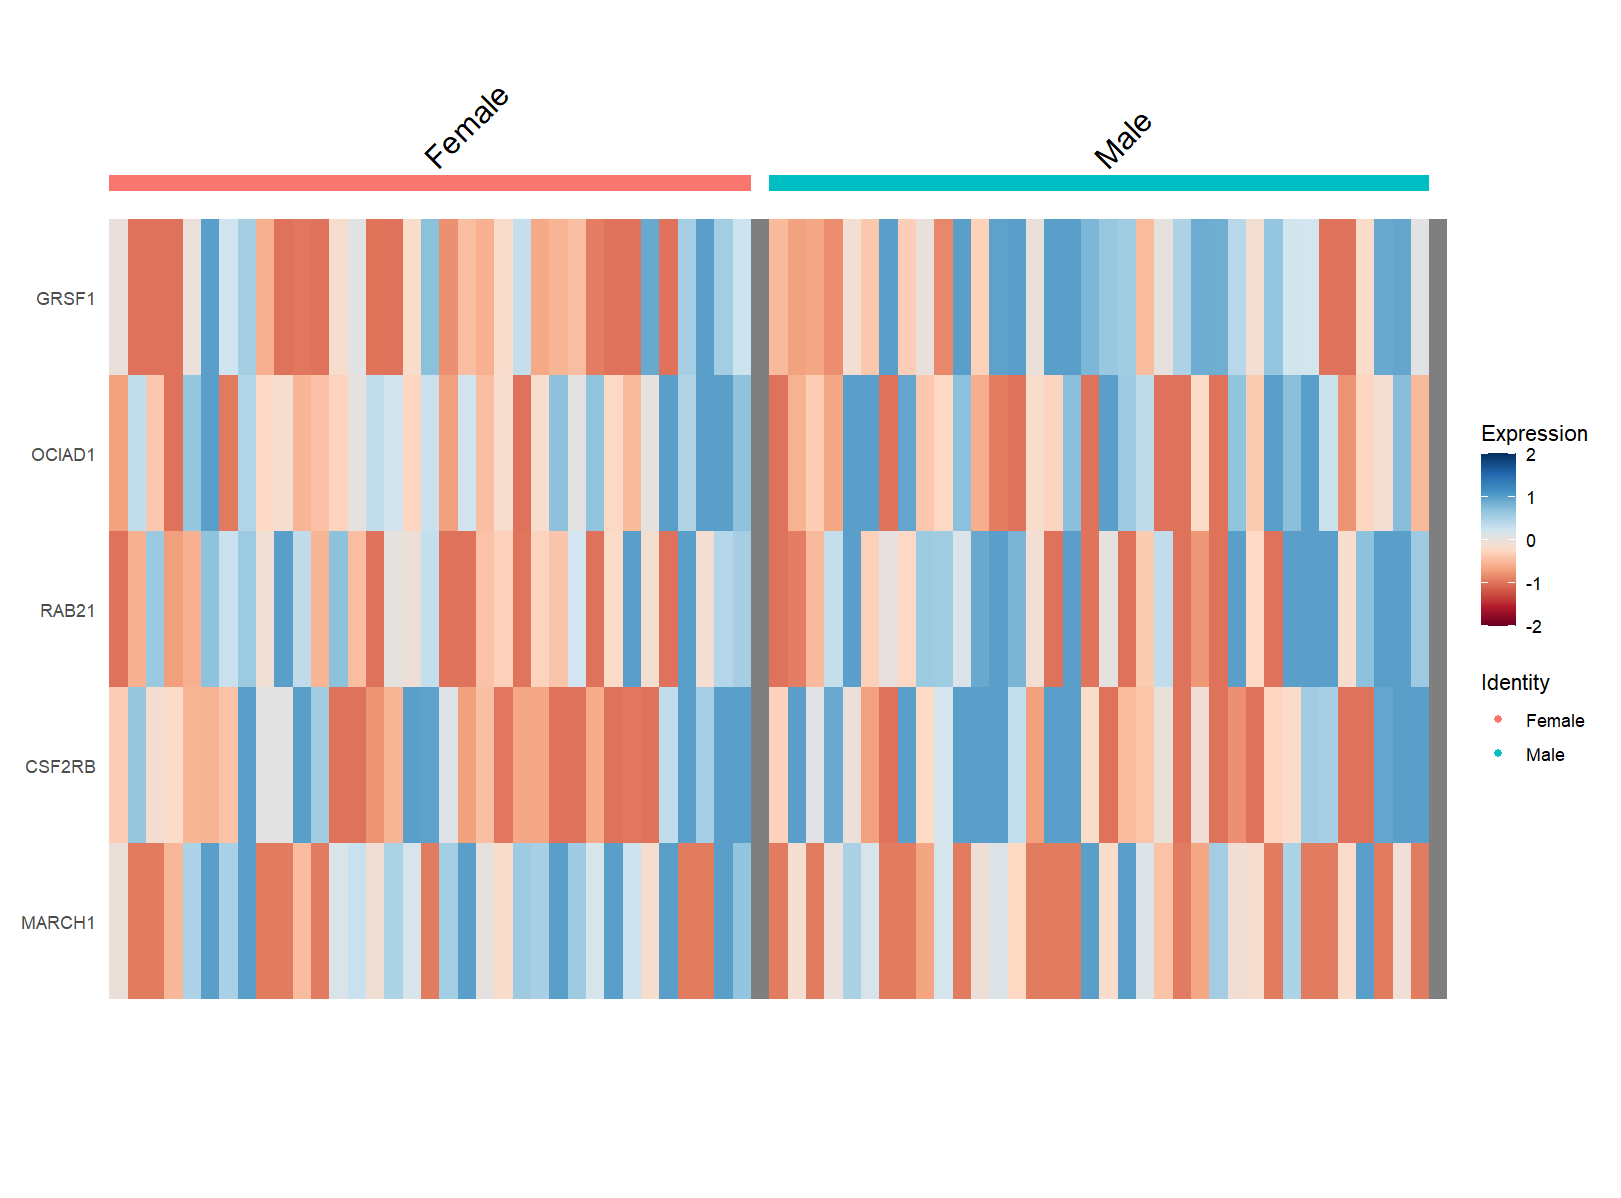 Female
Male
GRSF1
OCIAD1
RAB21
CSF2RB
MARCH1
Expression
2
1
0
-1
-2
Identity
Female
Male